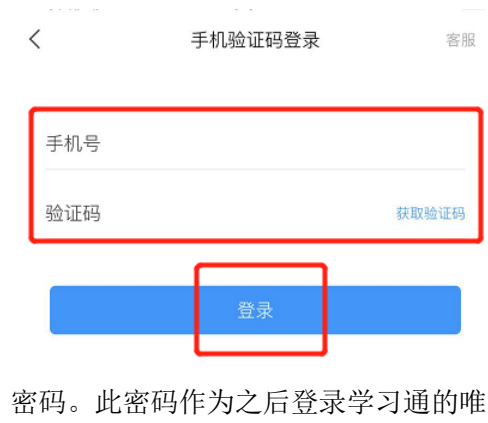 手机验证码登录 客服
手机号
验证码 获取验证码
登录
密码。此密码作为之后登录学习通的唯